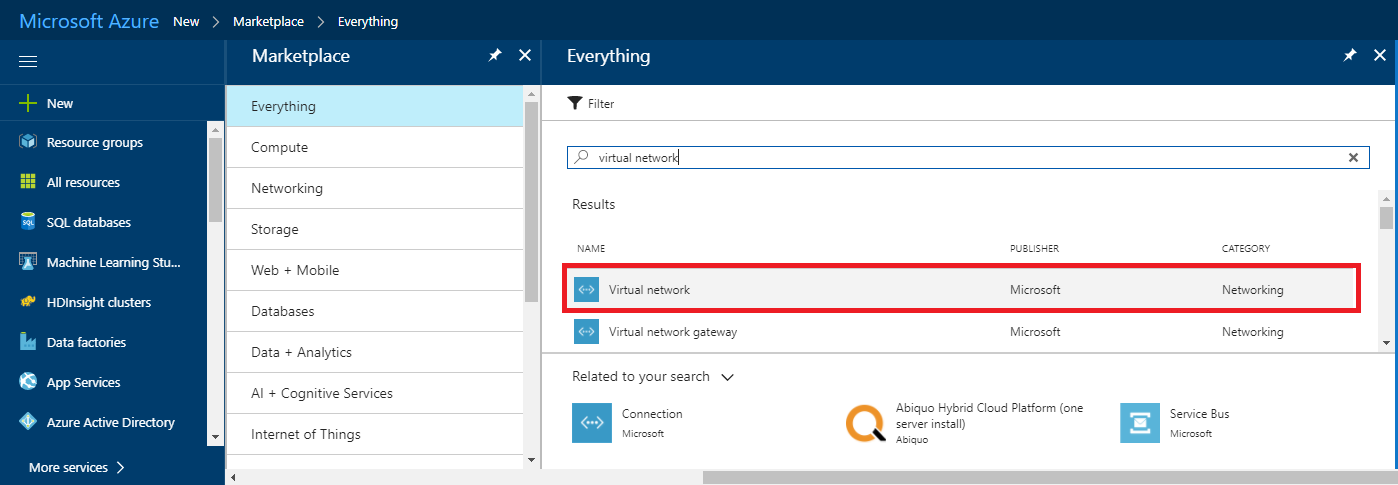 Microsoft Azure New > Marketplace > Everything
New
Resource groups
All resources
SQL databases
Machine Learning Stu...
HDInsight clusters
Data factories
App Services
Azure Active Directory
More services >
Marketplace
Everything
Compute
Networking
Storage
Web + Mobile
Databases
Data + Analytics
AI + Cognitive Services
Internet of Things
Everything
Filter
virtual network
Results
NAME PUBLISHER CATEGORY
Virtual network Microsoft Networking
Virtual network gateway Microsoft Networking
Related to your search
Connection
Microsoft
Abiquo Hybrid Cloud Platform (one
server install)
Abiquo
Service Bus
Microsoft